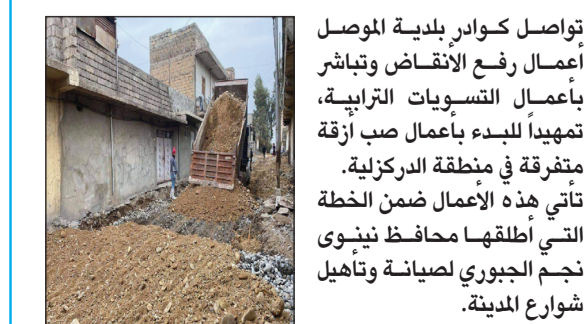 تواصل كوادر بلدية الموصل
أعمال رفع الأنقاض وتباشر
بأعمال التسويات الترابية،
تمهيداً للبدء بأعمال صب أزقة
متفرقة في منطقة الدركزلية.
تأتي هذه الأعمال ضمن الخطة
التي أطلقها محافظ نينوى
نجم الجبوري لصيانة وتأهيل
شوارع المدينة.